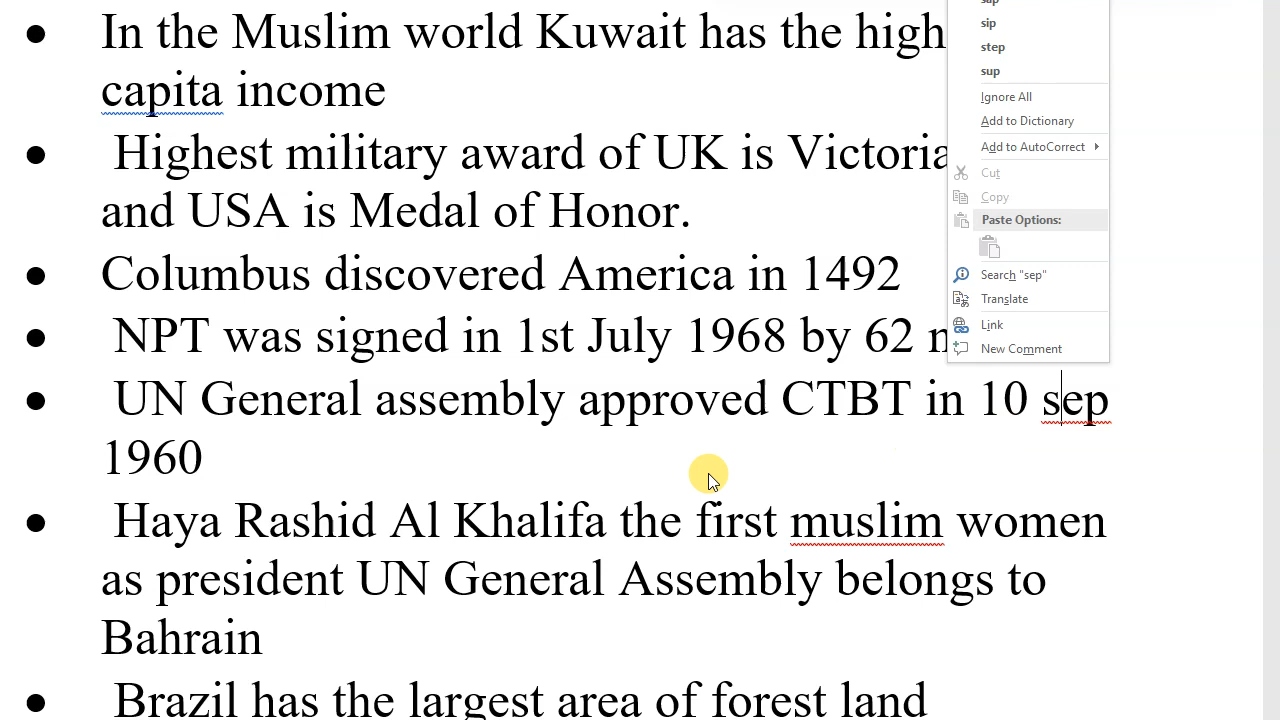 • In the Muslim world Kuwait has the high
capita income
• Highest military award of UK is Victoria
and USA is Medal of Honor.
• Columbus discovered America in 1492
• NPT was signed in 1st July 1968 by 62
• UN General assembly approved CTBT in 10 sep
1960
• Haya Rashid Al Khalifa the first muslim women
as president UN General Assembly belongs to
Bahrain
• Brazil has the largest area of forest land
sip
step
sup
Ignore All
Add to Dictionary
Add to AutoCorrect
Cut
Copy
Paste Options:
Search "sep"
Translate
Link
New Comment